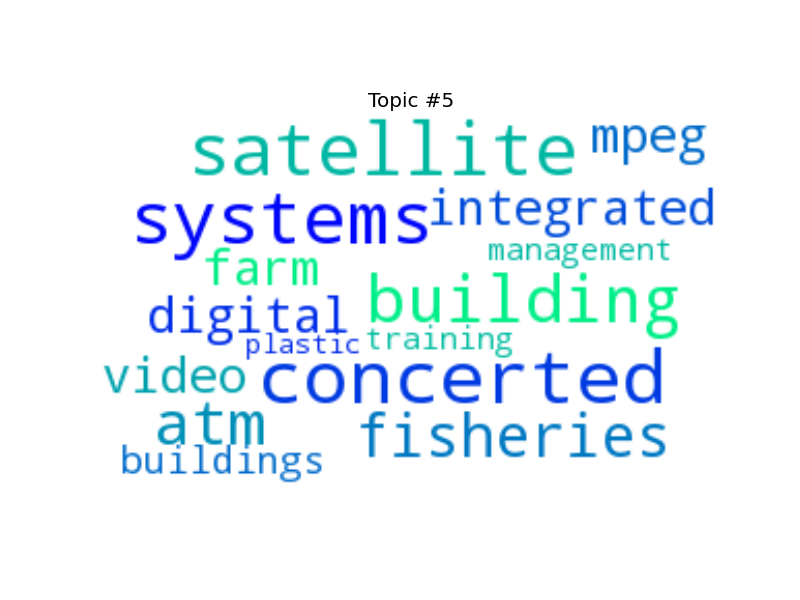 Topic #5
satellite mpeg
systems integrated
management
farm
building
digital
training
plastic
video concerted
atm fisheries
buildings